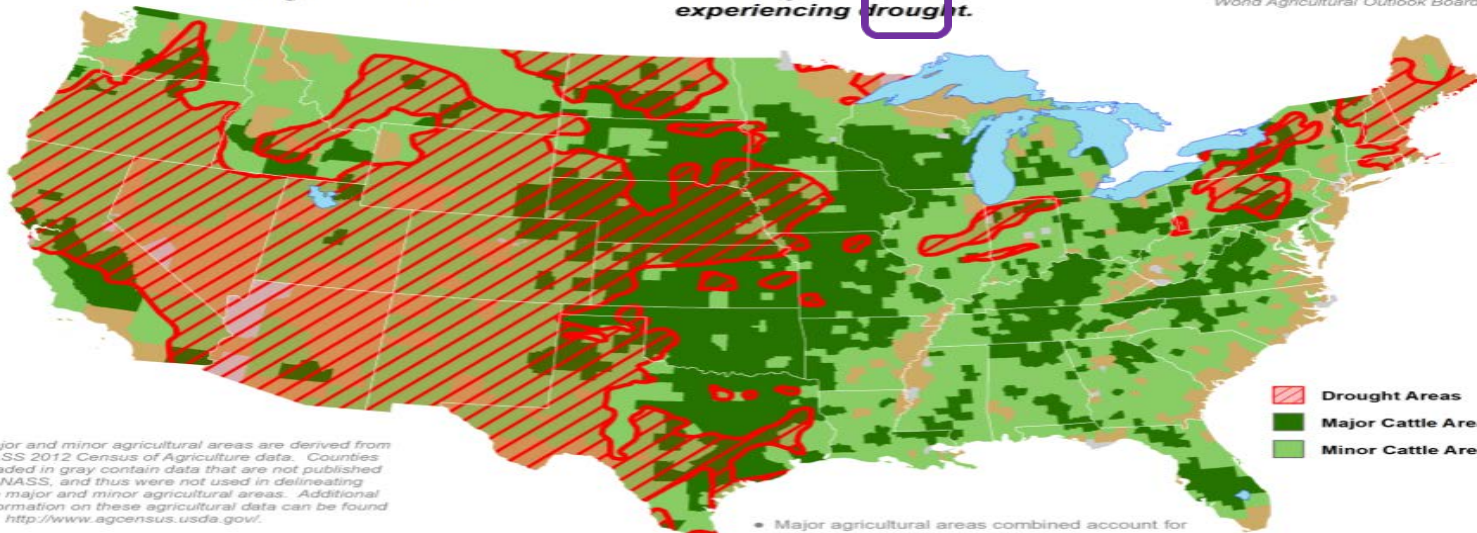 experiencing drought.
World Agricultural Outlook Board
Drought Areas
Major Cattle Area
Minor Cattle Area
jor and minor agricultural areas are derived from
SS 2012 Census of Agriculture data. Counties
aded in gray contain data that are not published
NASS, and thus were not used in delineating
major and minor agricultural areas. Additional
ormation on these agricultural data can be found
http://www.agcensus.usda.gov/.
• Major agricultural areas combined account for